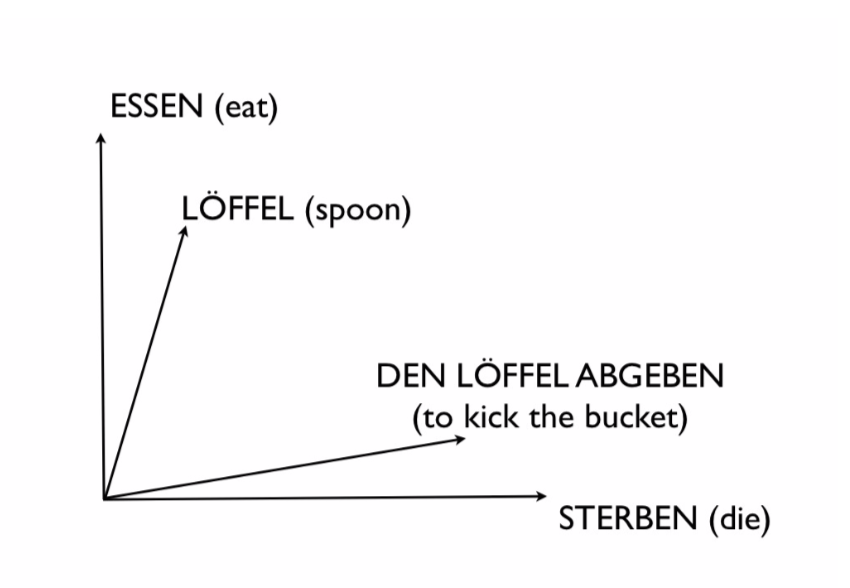 ESSEN (eat)
LÖFFEL (spoon)
DEN LÖFFEL ABGEBEN
(to kick the bucket)
STERBEN (die)